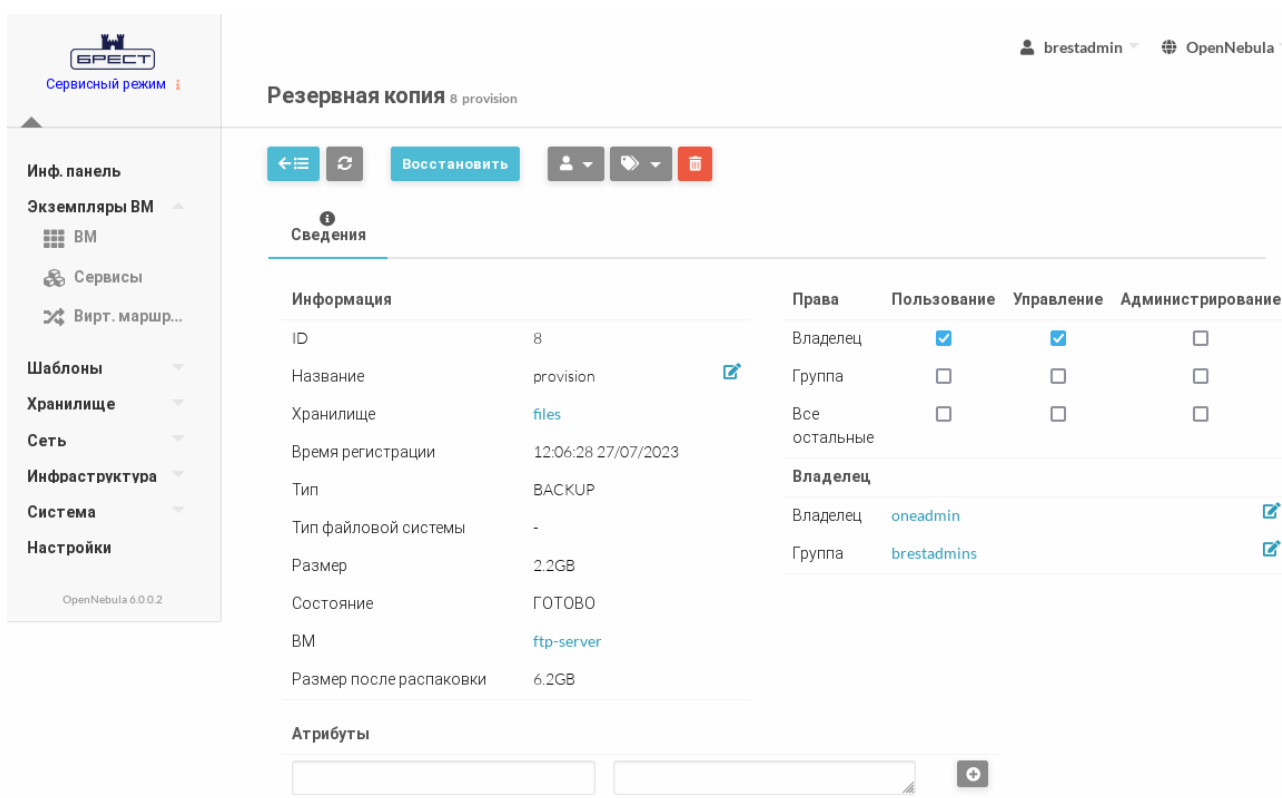 БРЕСТ
Сервисный режим i
brestadmin
OpenNebula
Резервная копия 8 provision
Восстановить
Инф. панель
Экземпляры ВМ
ВМ
Сервисы
Вирт. маршр...
Шаблоны
Хранилище
Сеть
Инфраструктура
Система
Настройки
OpenNebula 6.0.0.2
Сведения
Информация
ID 8
Название provision
Хранилище files
Время регистрации 12:06:28 27/07/2023
Тип BACKUP
Тип файловой системы -
Размер 2.2GB
Состояние ГОТОВО
ВМ ftp-server
Размер после распаковки 6.2GB
Права Пользование Управление Администрирование
Владелец
Группа
Все
остальные
Владелец
Владелец oneadmin
Группа brestadmins
Атрибуты